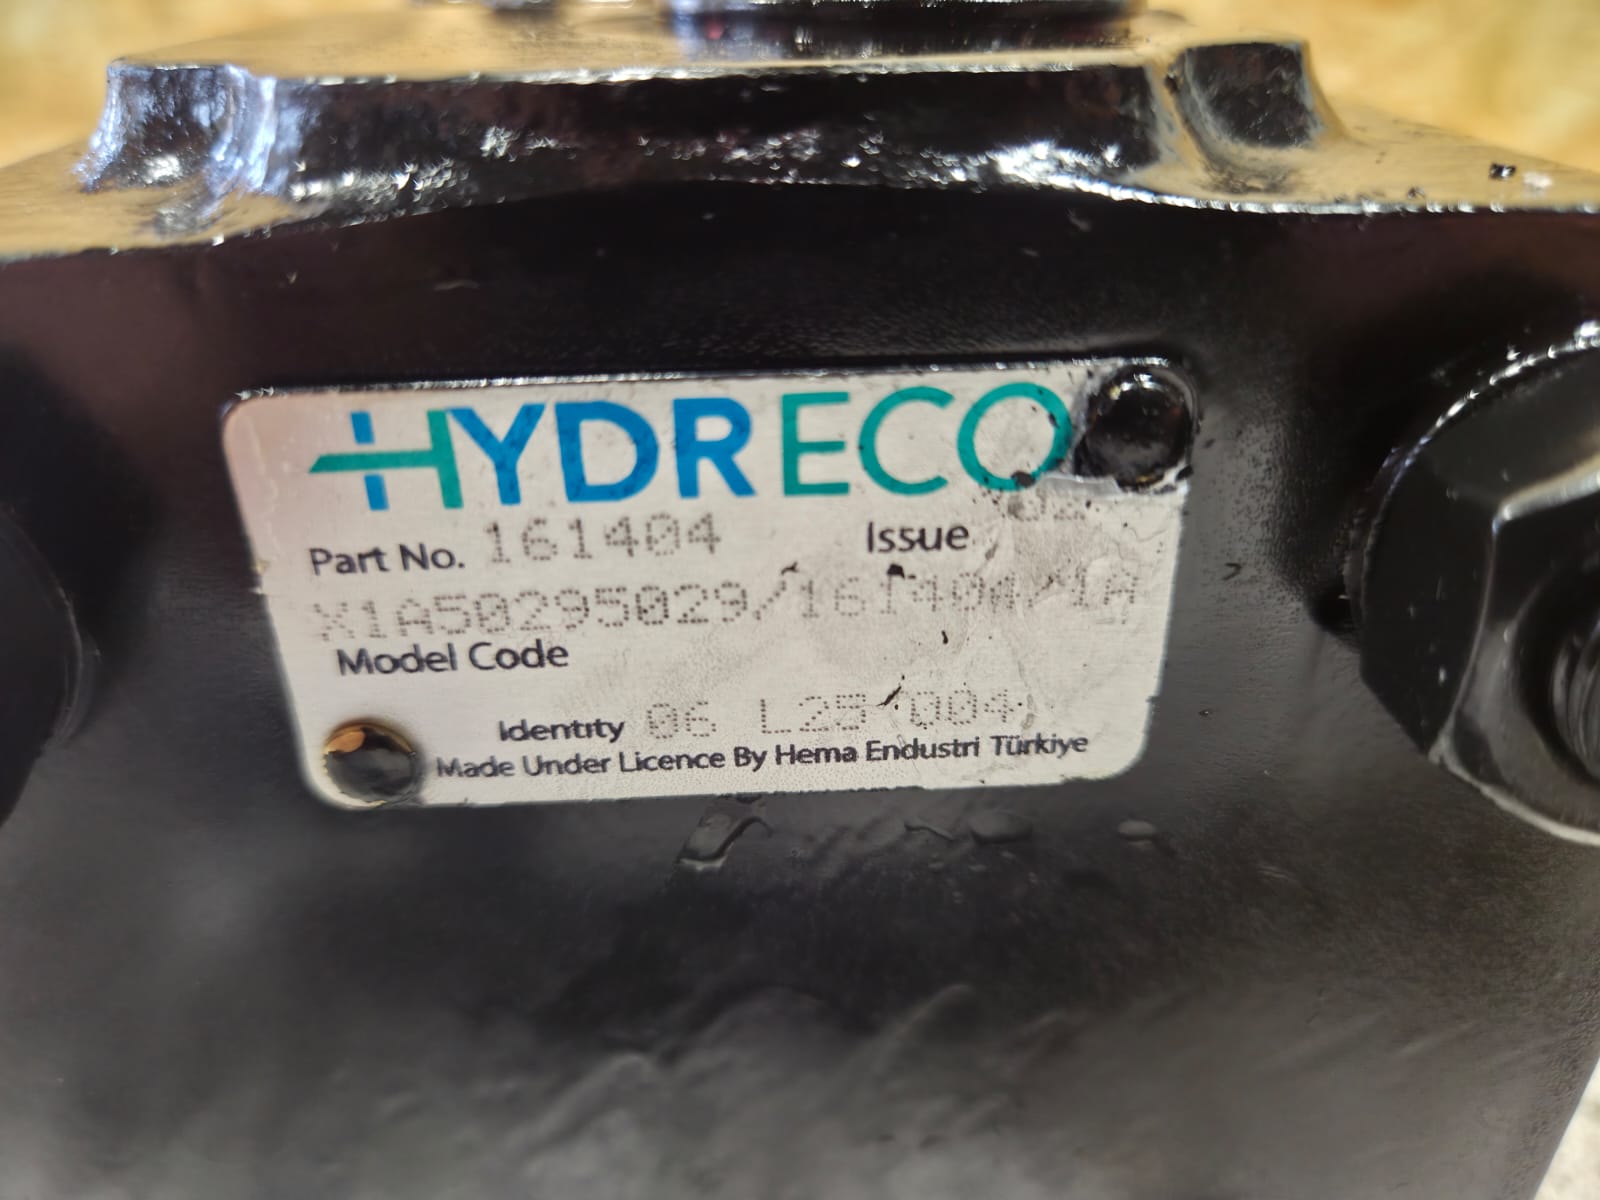 HYDRECO
Part No. 161404 Issue 02
X1A50295029/161404/1A
Model Code
Identity 06 L25 004
Made Under Licence By Hema Endustri Türkiye